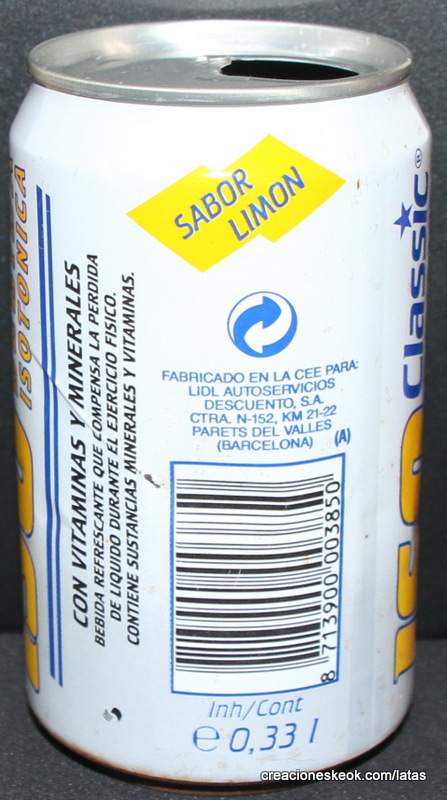 ISOTONICA
SABOR
LIMON
Classic®
ISO
CON VITAMINAS Y MINERALES
BEBIDA REFRESCANTE QUE COMPENSA LA PERDIDA
DE LIQUIDO DURANTE EL EJERCICIO FISICO.
CONTIENE SUSTANCIAS MINERALES Y VITAMINAS.
FABRICADO EN LA CEE PARA:
LIDL AUTOSERVICIOS
DESCUENTO, S.A.
CTRA. N-152, KM 21-22
PARETS DEL VALLES
(BARCELONA) (A)
8 713900 003850
Inh/Cont
e 0,33 l
creacioneskeok.com/latas